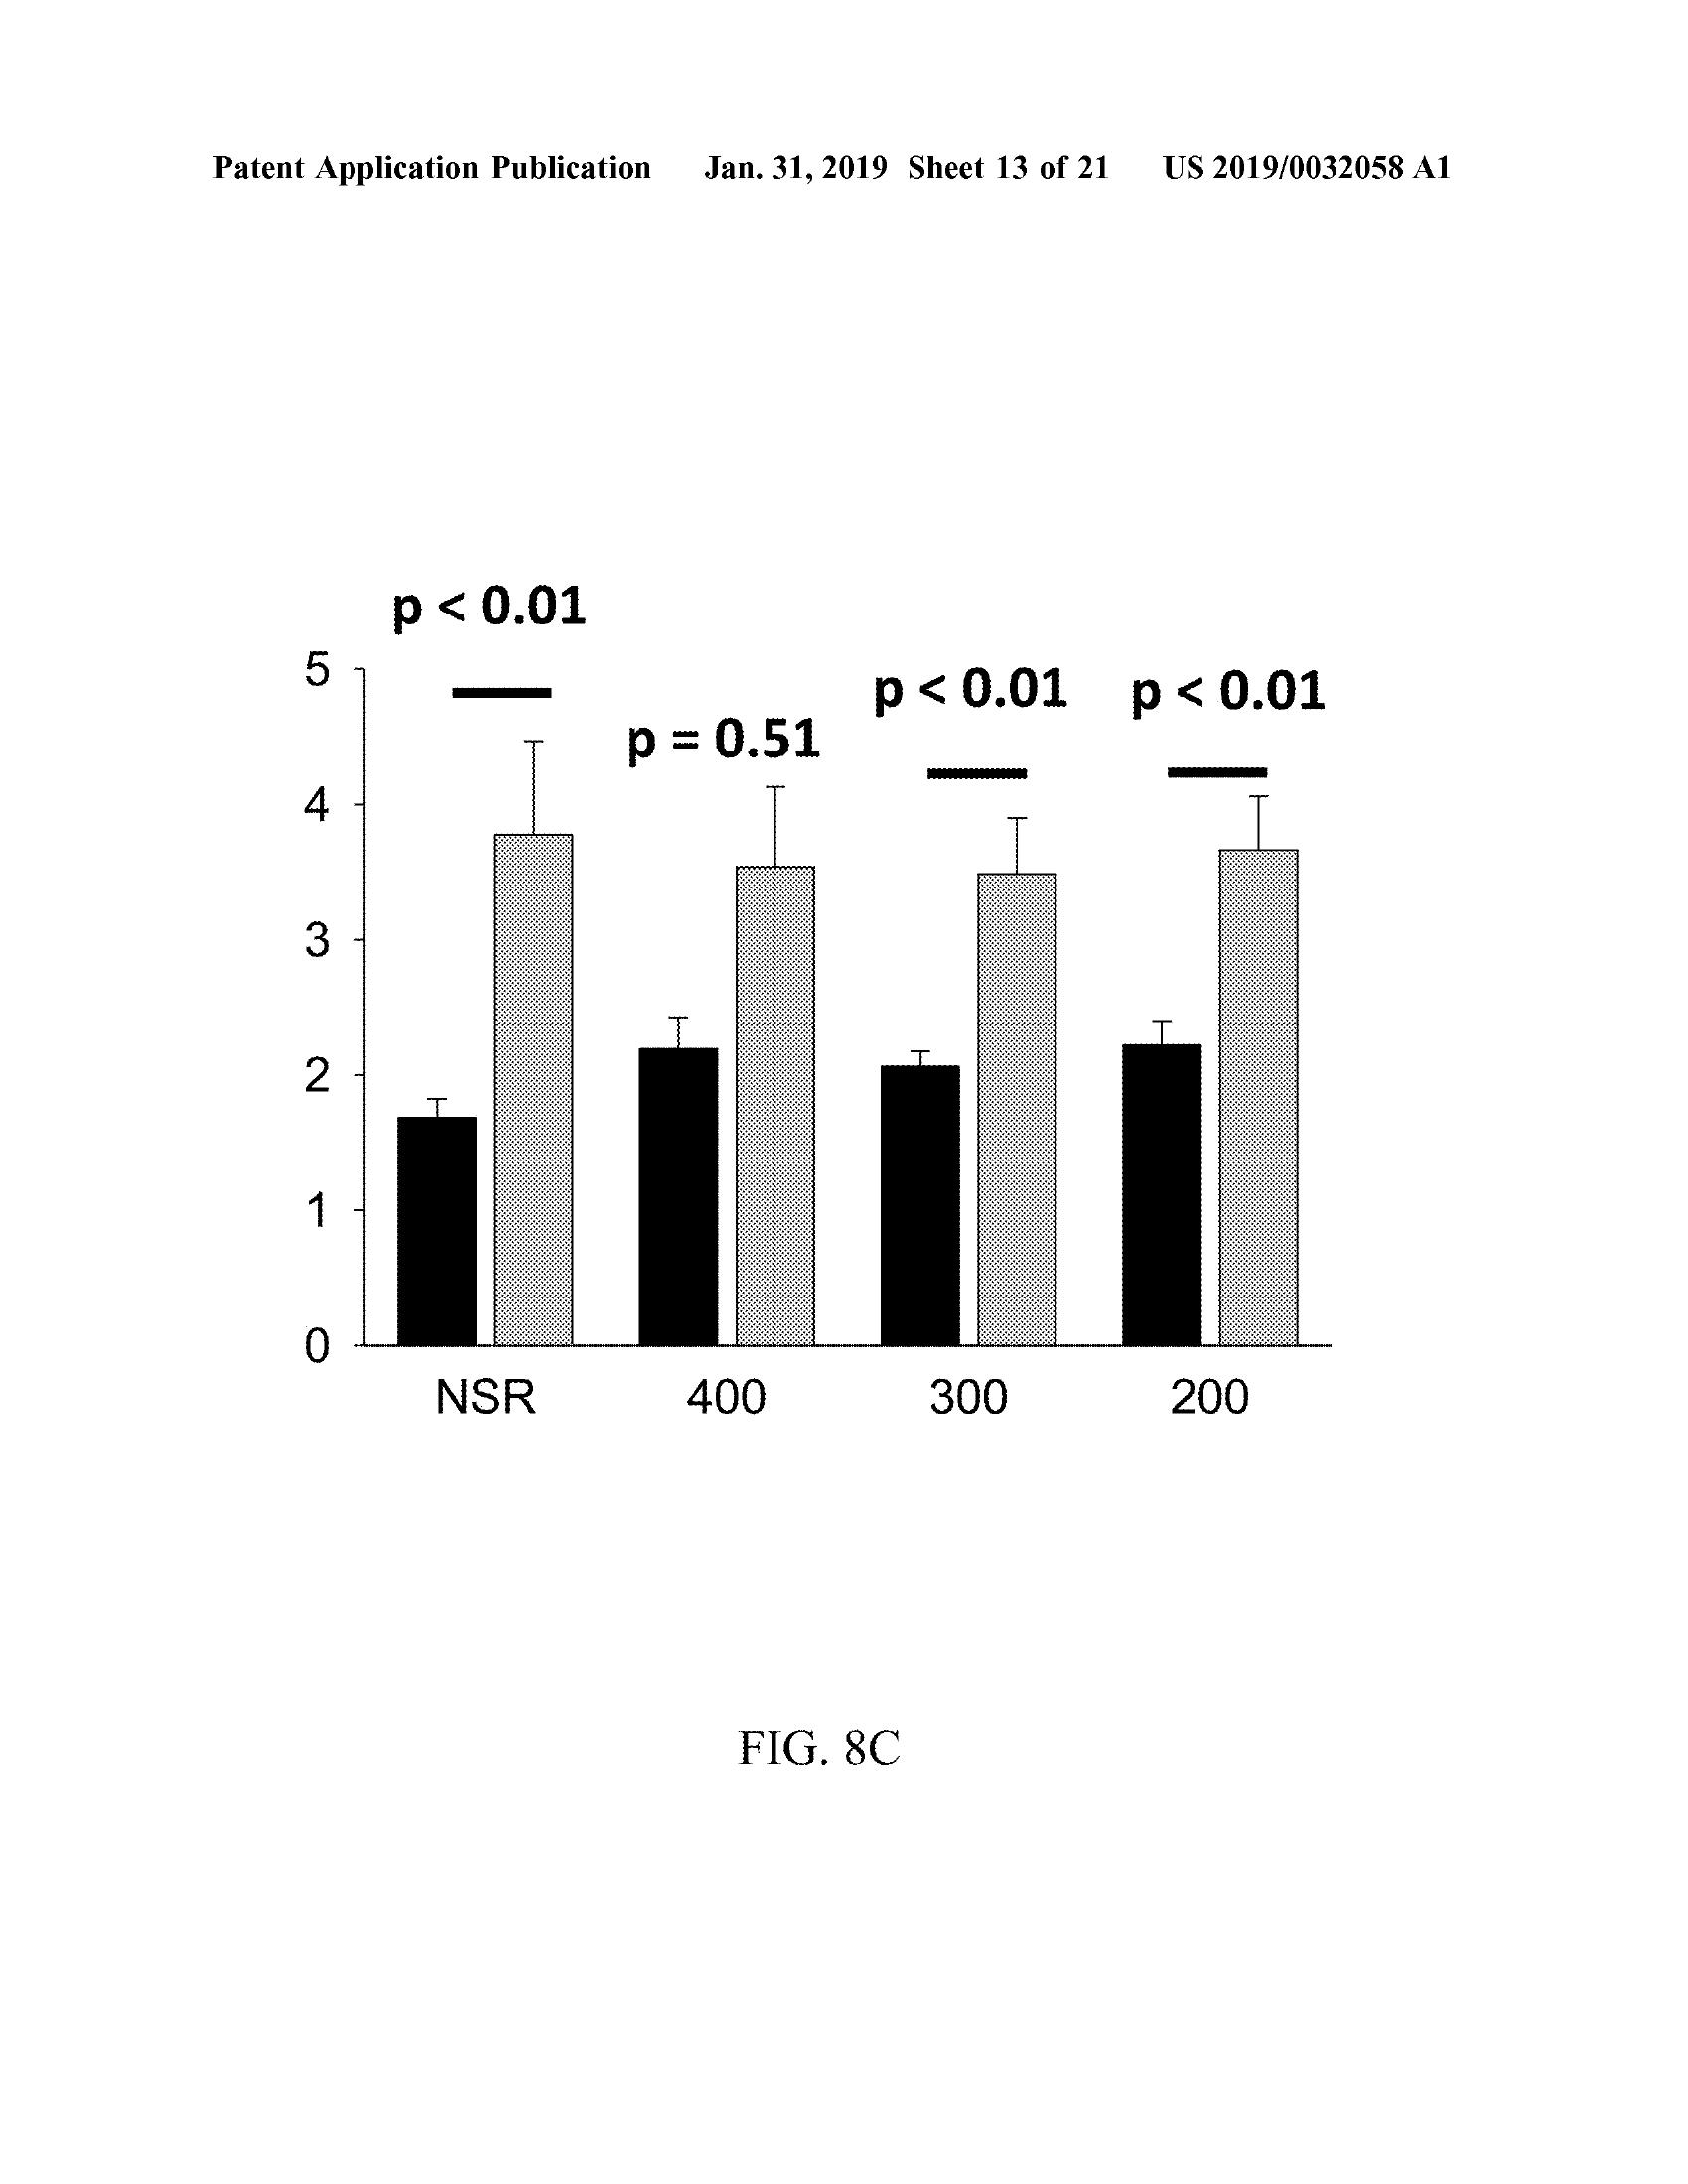 Patent Application Publication Jan. 31, 2019 Sheet 13 of 21 US 2019/0032058 A1
p < 0.01
5
p < 0.01 p < 0.01
p = 0.51
4
3
2
1
0
NSR 400 300 200
FIG. 8C